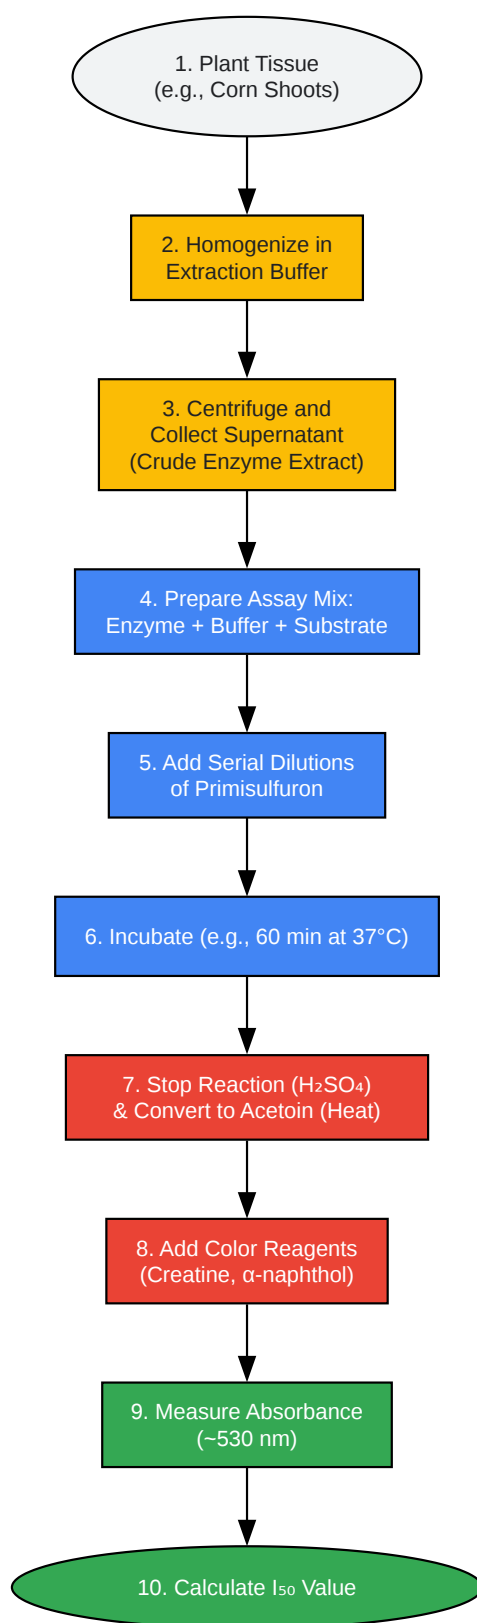 1. Plant Tissue
(e.g., Corn Shoots)
2. Homogenize in
Extraction Buffer
3. Centrifuge and
Collect Supernatant
(Crude Enzyme Extract)
4. Prepare Assay Mix:
Enzyme + Buffer + Substrate
5. Add Serial Dilutions
of Primisulfuron
6. Incubate (e.g., 60 min at 37°C)
7. Stop Reaction (H₂SO₄)
& Convert to Acetoin (Heat)
8. Add Color Reagents
(Creatine, α-naphthol)
9. Measure Absorbance
(~530 nm)
10. Calculate I₅₀ Value